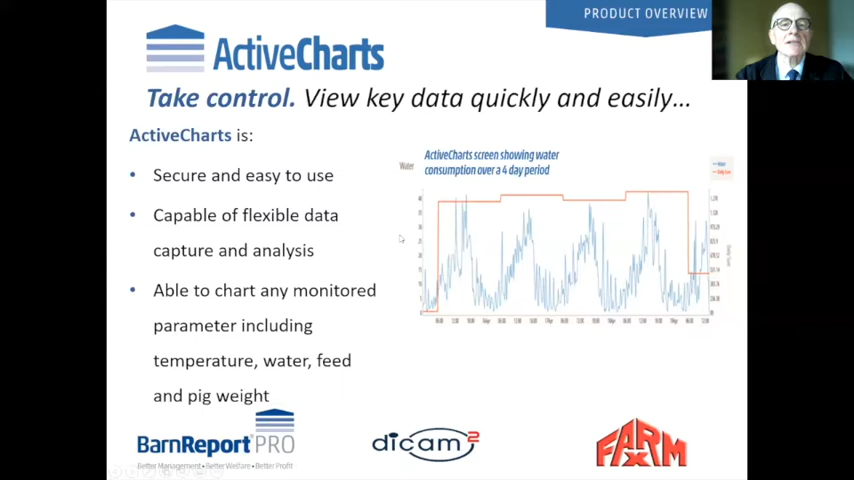 PRODUCT OVERVIEW
ActiveCharts
Take control. View key data quickly and easily...
ActiveCharts is:
• Secure and easy to use
• Capable of flexible data
capture and analysis
• Able to chart any monitored
parameter including
temperature, water, feed
and pig weight
ActiveCharts screen showing water
consumption over a 4 day period
Water
BarnReport PRO
Better Management • Better Welfare • Better Profit
dicam2
FARMEX